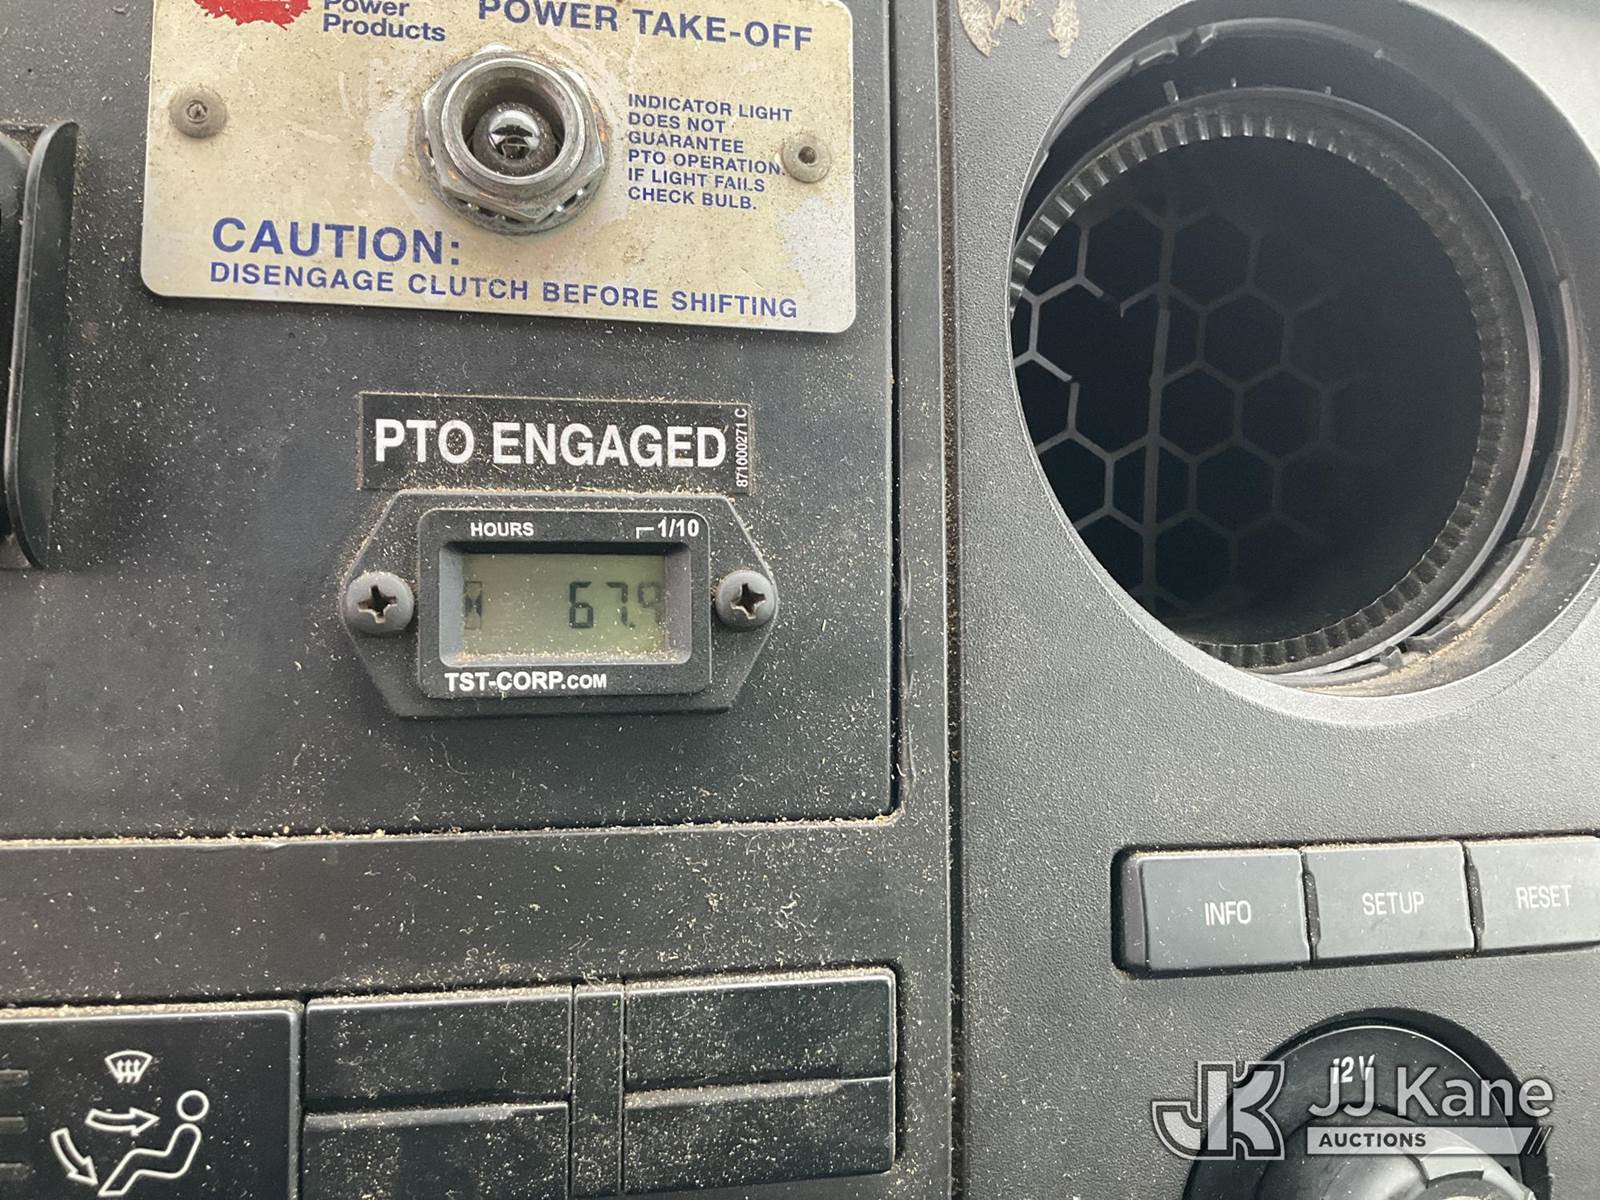 Power
Products
POWER TAKE-OFF
INDICATOR LIGHT
DOES NOT
GUARANTEE
PTO OPERATION.
IF LIGHT FAILS
CHECK BULB.
CAUTION:
DISENGAGE CLUTCH BEFORE SHIFTING
PTO ENGAGED
871000271 C
HOURS
1/10
67.9
TST-CORP.COM
INFO
SETUP
RESET
12V
JJ Kane
AUCTIONS